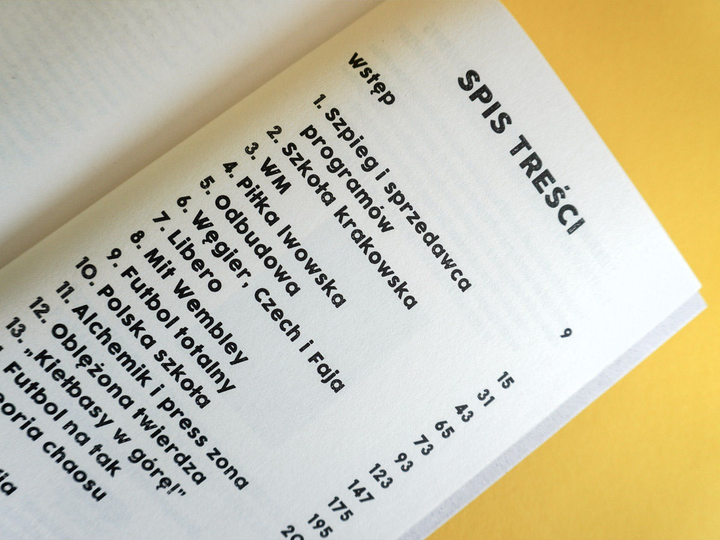 SPIS TREŚCI
Wstęp 9
1. Szpieg i sprzedawca
programów 15
2. Szkoła krakowska 31
3. WM 43
4. Piłka lwowska 65
5. Odbudowa 73
6. Węgier, Czech i Faja 93
7. Libero 123
8. Mit Wembley 147
9. Futbol totalny 175
10. Polska szkoła 195
11. Alchemik i press zona
12. Oblężona twierdza
13. „Kiełbasy w górę!”
Futbol na fak
chaosu